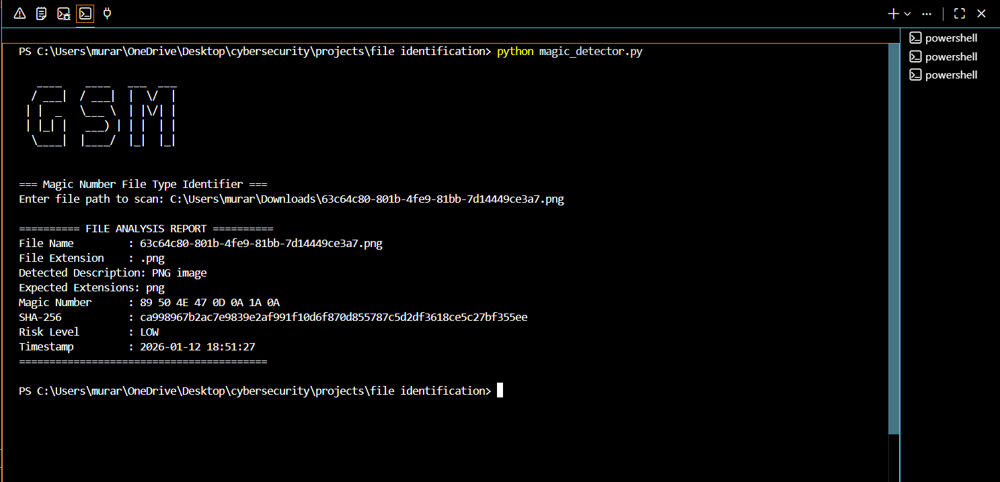 PS C:\Users\murar\OneDrive\Desktop\cybersecurity\projects\file identification> python magic_detector.py
powershell
powershell
powershell
GSM
=== Magic Number File Type Identifier ===
Enter file path to scan: C:\Users\murar\Downloads\63c64c80-801b-4fe9-81bb-7d14449ce3a7.png
========== FILE ANALYSIS REPORT ==========
File Name         : 63c64c80-801b-4fe9-81bb-7d14449ce3a7.png
File Extension    : .png
Detected Description: PNG image
Expected Extensions: png
Magic Number      : 89 50 4E 47 0D 0A 1A 0A
SHA-256           : ca998967b2ac7e9839e2af991f10d6f870d855787c5d2df3618ce5c27bf355ee
Risk Level        : LOW
Timestamp         : 2026-01-12 18:51:27
=========================================
PS C:\Users\murar\OneDrive\Desktop\cybersecurity\projects\file identification>